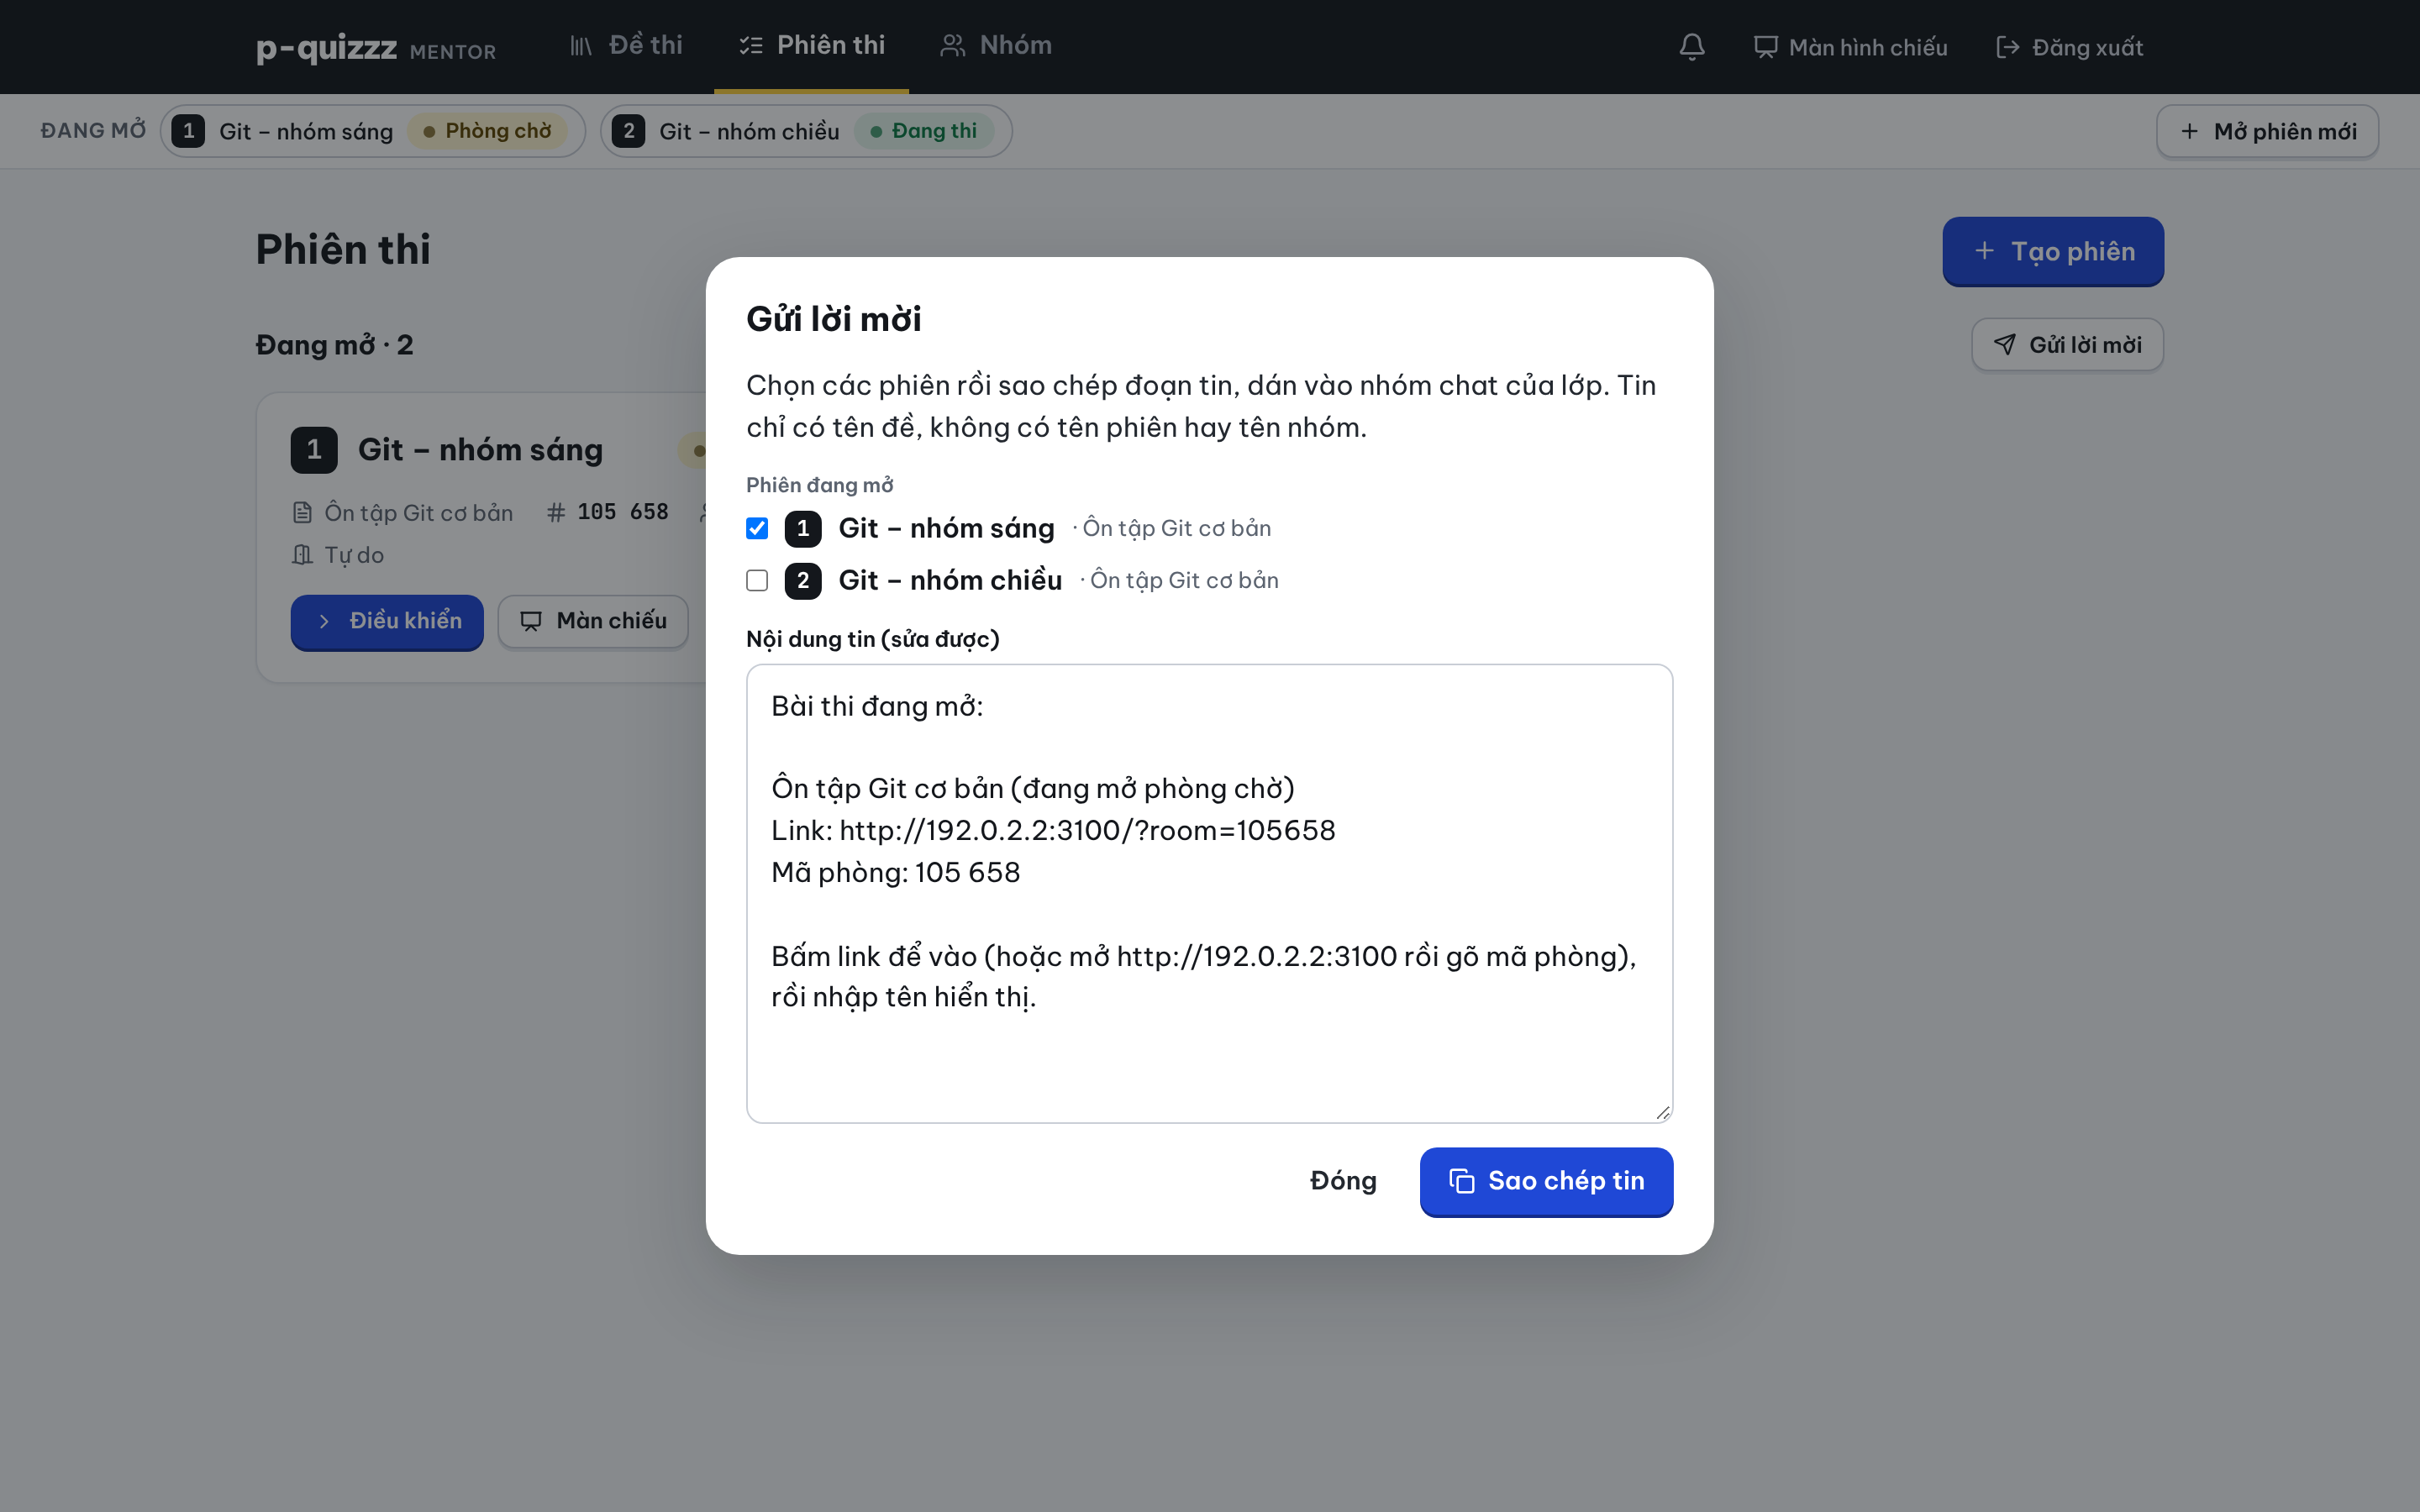 p-quizzz MENTOR
Đề thi
Phiên thi
Nhóm
Màn hình chiếu
Đăng xuất
ĐANG MỞ
1 Git – nhóm sáng
Phòng chờ
2 Git – nhóm chiều
Đang thi
+ Mở phiên mới
Phiên thi
+ Tạo phiên
Đang mở · 2
Gửi lời mời
1 Git – nhóm sáng
Ôn tập Git cơ bản
# 105 658
Tự do
Điều khiển
Màn chiếu
Gửi lời mời
Chọn các phiên rồi sao chép đoạn tin, dán vào nhóm chat của lớp. Tin
chỉ có tên đề, không có tên phiên hay tên nhóm.
Phiên đang mở
1 Git – nhóm sáng · Ôn tập Git cơ bản
2 Git – nhóm chiều · Ôn tập Git cơ bản
Nội dung tin (sửa được)
Bài thi đang mở:
Ôn tập Git cơ bản (đang mở phòng chờ)
Link: http://192.0.2.2:3100/?room=105658
Mã phòng: 105 658
Bấm link để vào (hoặc mở http://192.0.2.2:3100 rồi gõ mã phòng),
rồi nhập tên hiển thị.
Đóng
Sao chép tin